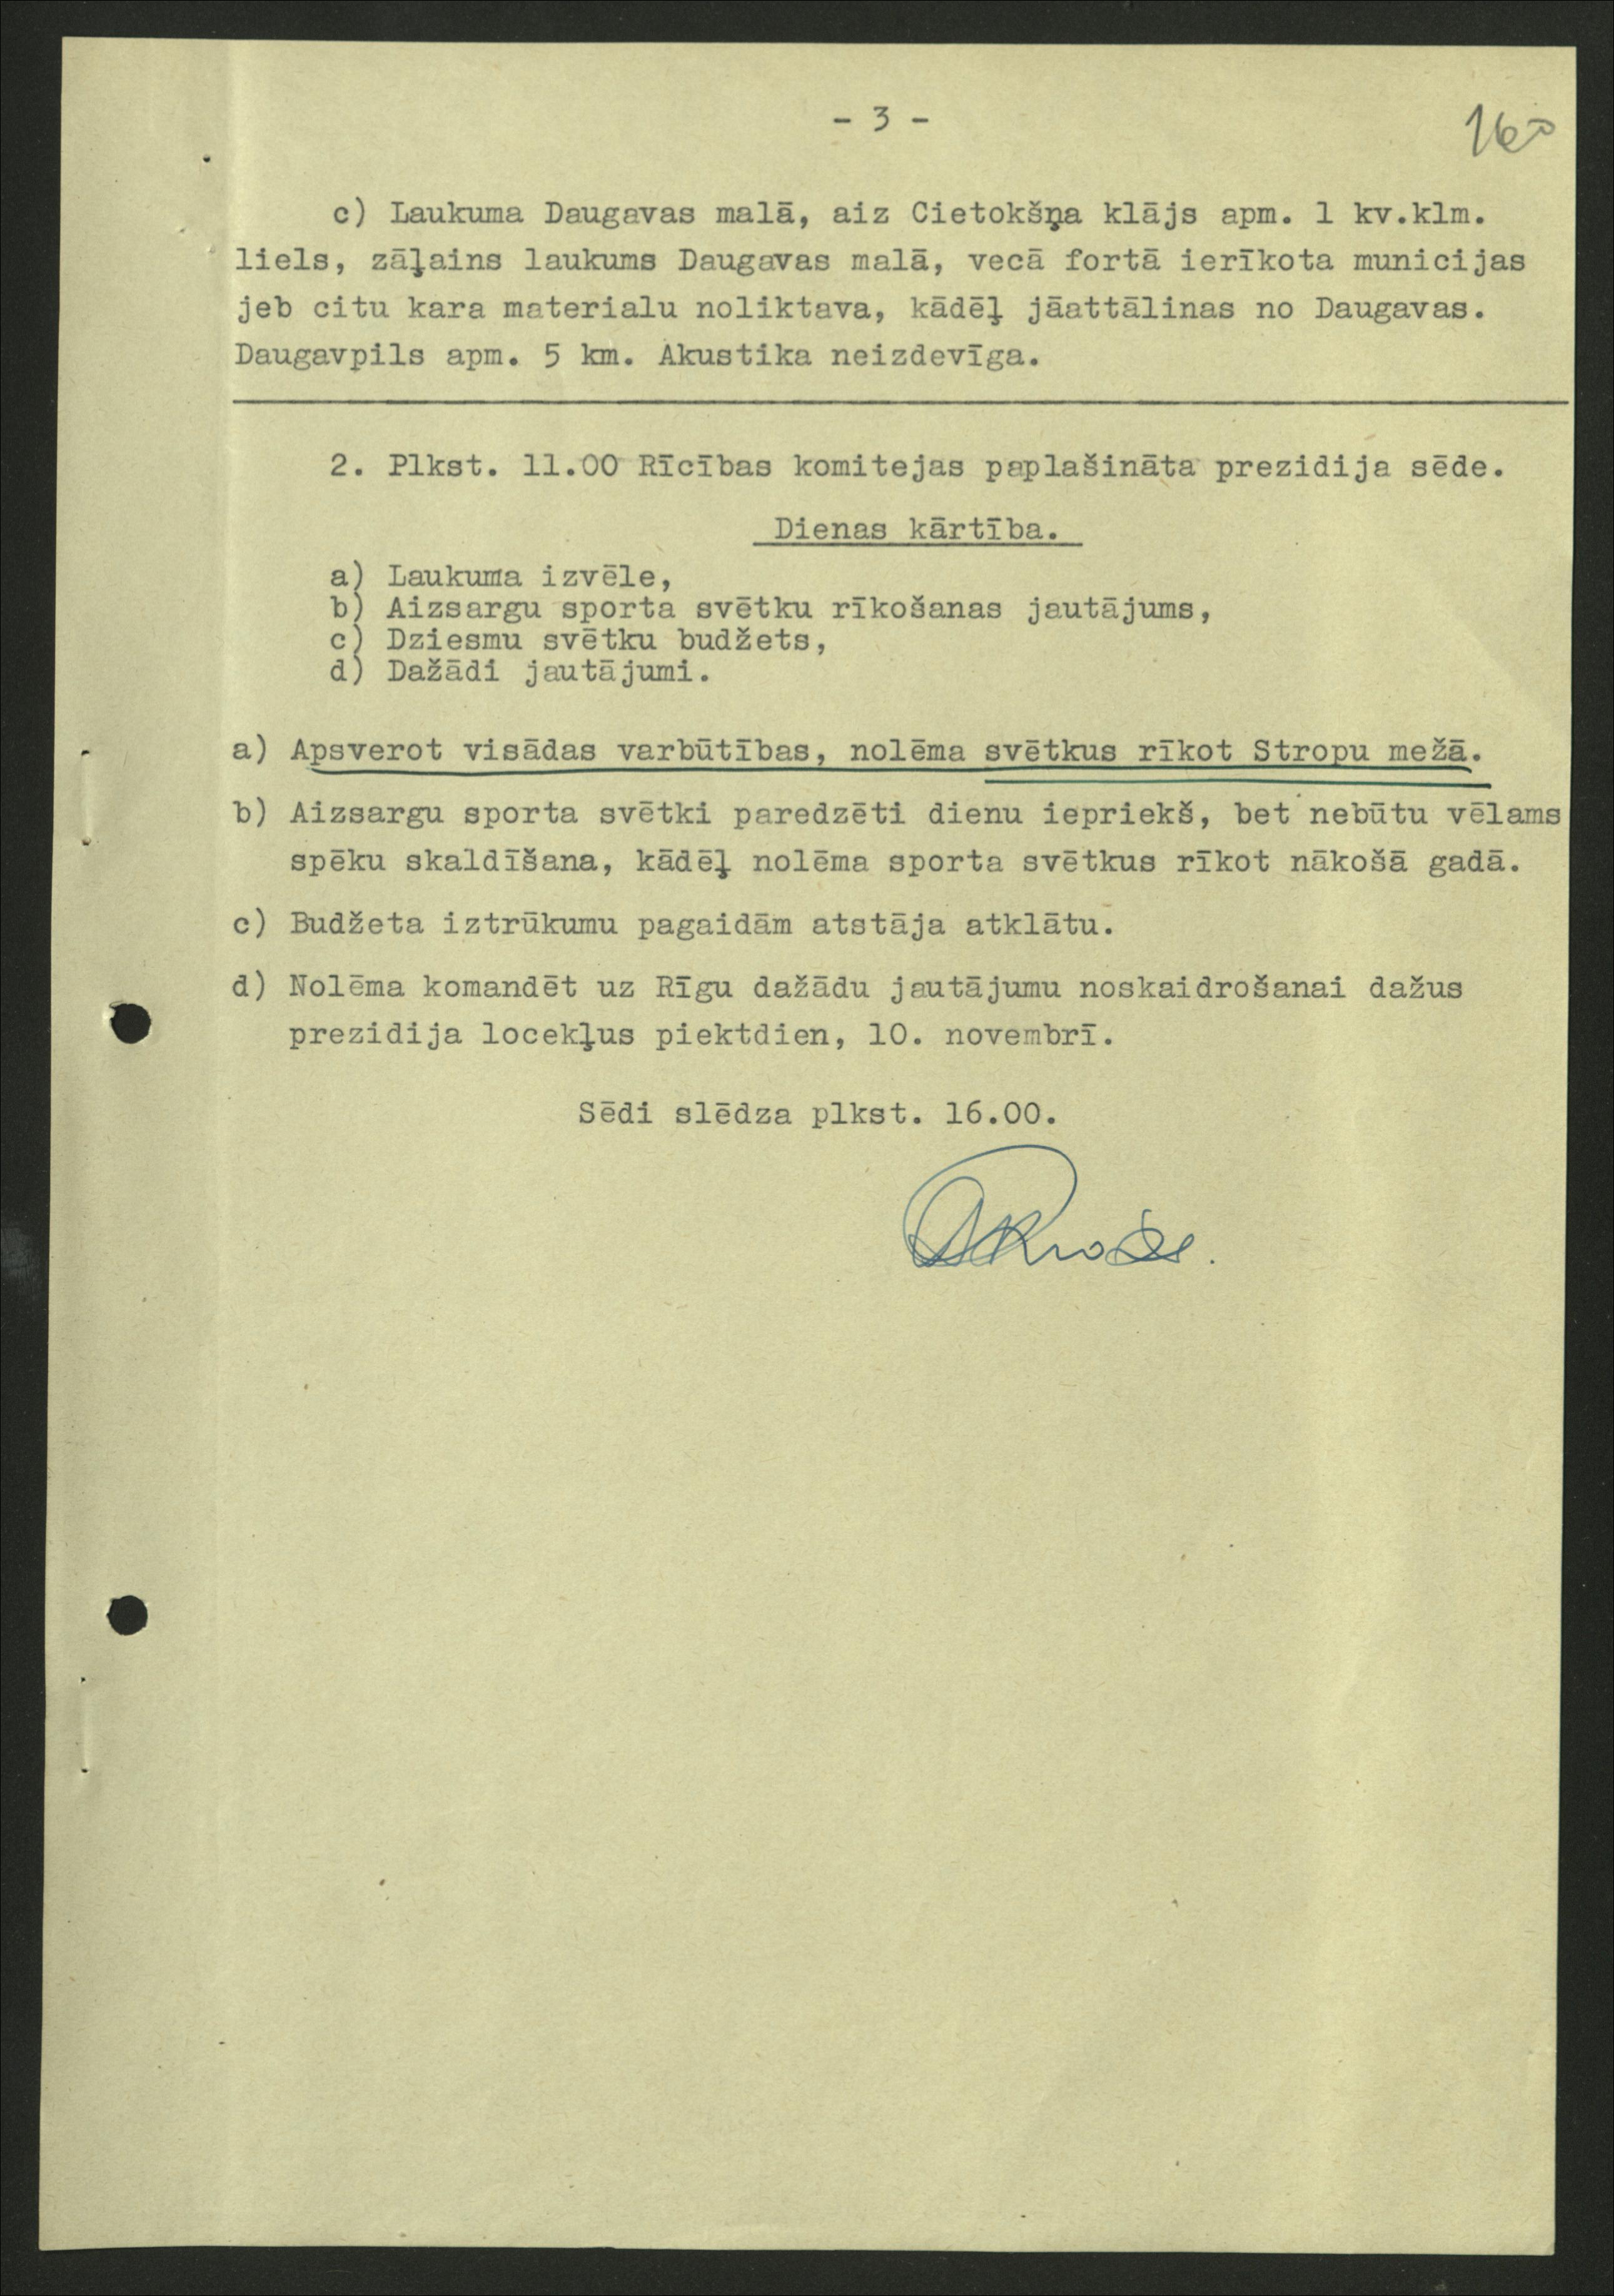 - 3 -
160
c) Laukuma Daugavas malā, aiz Cietokšņa klājs apm. 1 kv.klm.
liels, zāļains laukums Daugavas malā, vecā fortā ierīkota municijas
jeb citu kara materialu noliktava, kādēļ jāattālinas no Daugavas.
Daugavpils apm. 5 km. Akustika neizdevīga.
2. Plkst. 11.00 Rīcības komitejas paplašināta prezidija sēde.
Dienas kārtība.
a) Laukuma izvēle,
b) Aizsargu sporta svētku rīkošanas jautājums,
c) Dziesmu svētku budžets,
d) Dažādi jautājumi.
a) Apsverot visādas varbūtības, nolēma svētkus rīkot Stropu mežā.
b) Aizsargu sporta svētki paredzēti dienu iepriekš, bet nebūtu vēlams
spēku skaldīšana, kādēļ nolēma sporta svētkus rīkot nākošā gadā.
c) Budžeta iztrūkumu pagaidām atstāja atklātu.
d) Nolēma komandēt uz Rīgu dažādu jautājumu noskaidrošanai dažus
prezidija locekļus piektdien, 10. novembrī.
Sēdi slēdza plkst. 16.00.